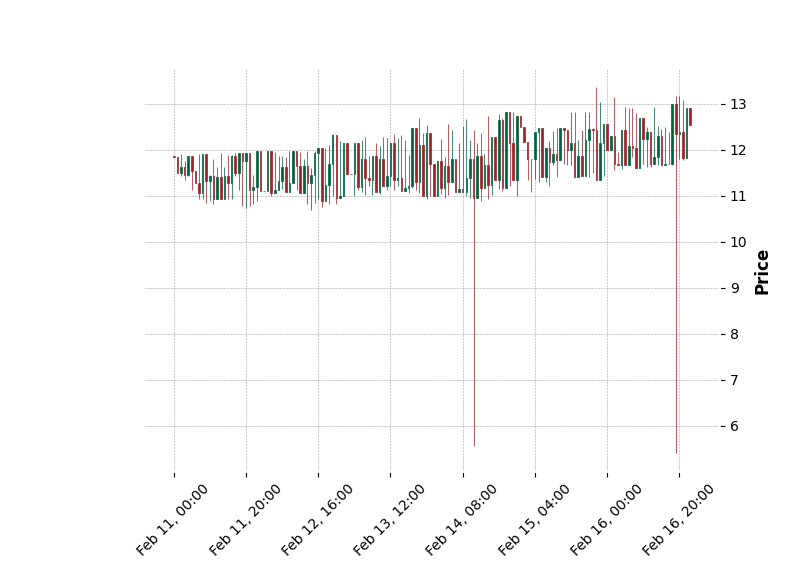 13
12
11
10
9
8
7
6
Price
Feb 11, 00:00
Feb 11, 20:00
Feb 12, 16:00
Feb 13, 12:00
Feb 14, 08:00
Feb 15, 04:00
Feb 16, 00:00
Feb 16, 20:00